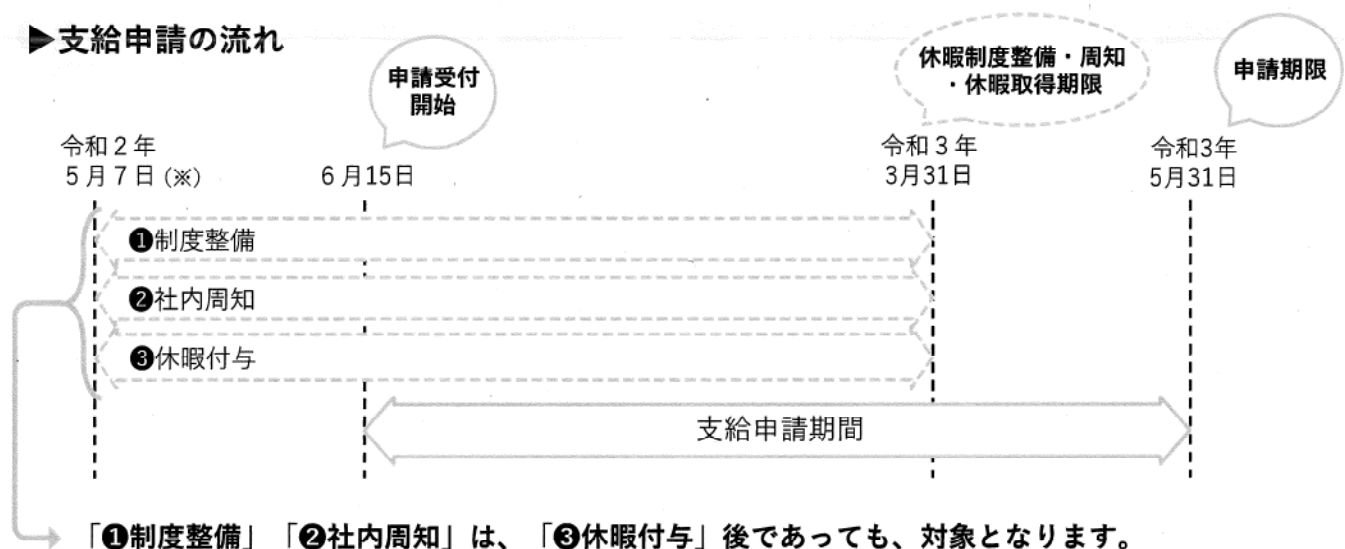 ▶支給申請の流れ
申請受付
開始
休暇制度整備・周知
・休暇取得期限
申請期限
令和２年
５月７日(※)
６月15日
令和３年
3月31日
令和3年
5月31日
❶制度整備
❷社内周知
❸休暇付与
支給申請期間
「❶制度整備」「❷社内周知」は、「❸休暇付与」後であっても、対象となります。